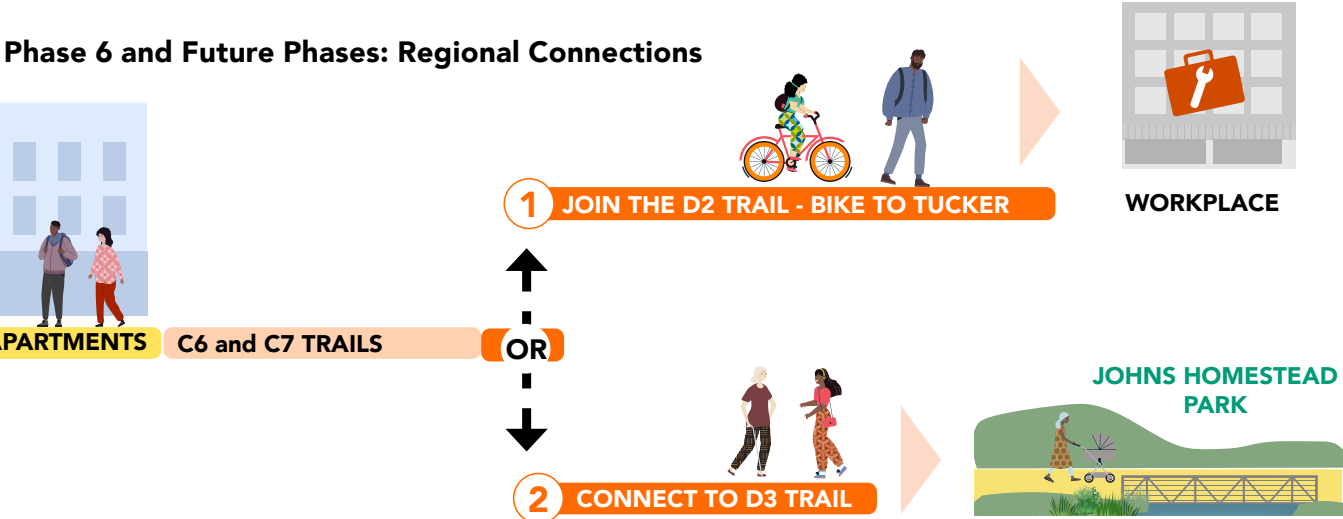 Phase 6 and Future Phases: Regional Connections
1 JOIN THE D2 TRAIL - BIKE TO TUCKER
WORKPLACE
APARTMENTS
C6 and C7 TRAILS
OR
JOHNS HOMESTEAD
PARK
2 CONNECT TO D3 TRAIL